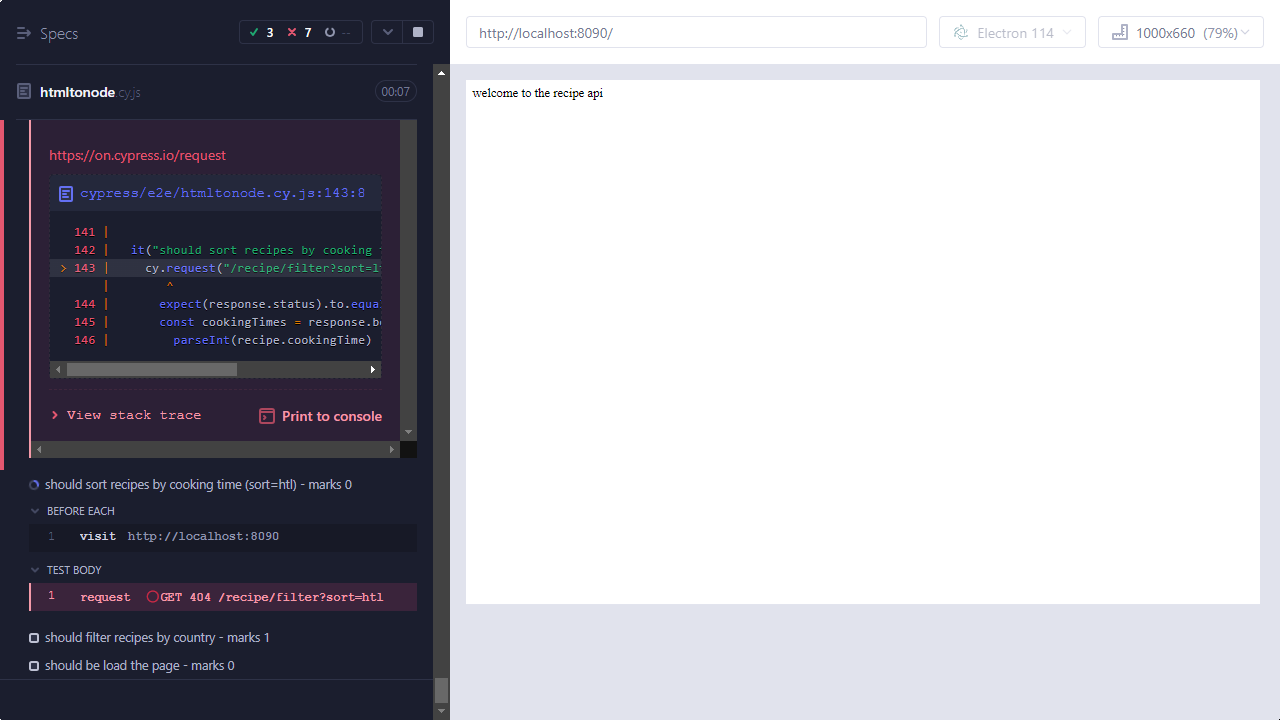 Specs
3
7
--
htmltonode.cy.js
00:07
https://on.cypress.io/request
cypress/e2e/htmltonode.cy.js:143:8
141 |
142 | it("should sort recipes by cooking
> 143 | cy.request("/recipe/filter?sort=l
| ^
144 | expect(response.status).to.equa
145 | const cookingTimes = response.b
146 | parseInt(recipe.cookingTime)
View stack trace
Print to console
should sort recipes by cooking time (sort=htl) - marks 0
BEFORE EACH
1 visit http://localhost:8090
TEST BODY
1 request GET 404 /recipe/filter?sort=htl
should filter recipes by country - marks 1
should be load the page - marks 0
http://localhost:8090/
Electron 114
1000x660 (79%)
welcome to the recipe api